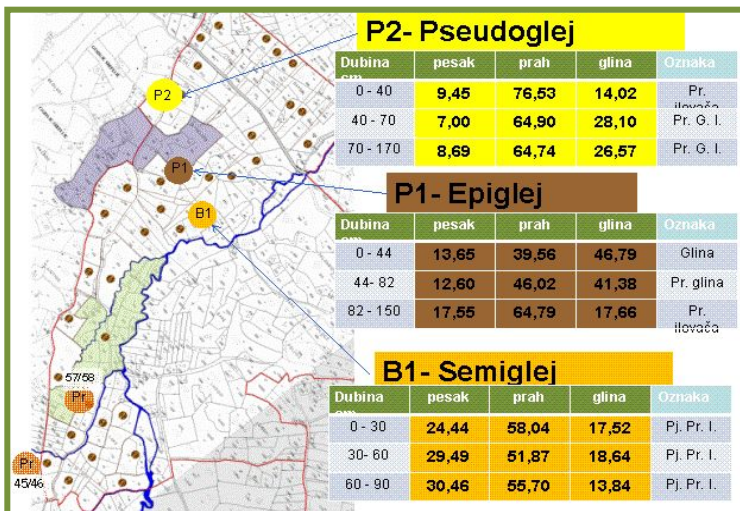 P2- Pseudoglej
Dubina cm pesak prah glina Oznaka
0 - 40 9,45 76,53 14,02 Pr. ilovača
40 - 70 7,00 64,90 28,10 Pr. G. I.
70 - 170 8,69 64,74 26,57 Pr. G. I.
P1- Epiglej
Dubina cm pesak prah glina Oznaka
0 - 44 13,65 39,56 46,79 Glina
44- 82 12,60 46,02 41,38 Pr. glina
82 - 150 17,55 64,79 17,66 Pr. ilovača
B1- Semiglej
Dubina cm pesak prah glina Oznaka
0 - 30 24,44 58,04 17,52 Pj. Pr. I.
30- 60 29,49 51,87 18,64 Pj. Pr. I.
60 - 90 30,46 55,70 13,84 Pj. Pr. I.
P2
P1
B1
57/58
Pr
Pr
45/46